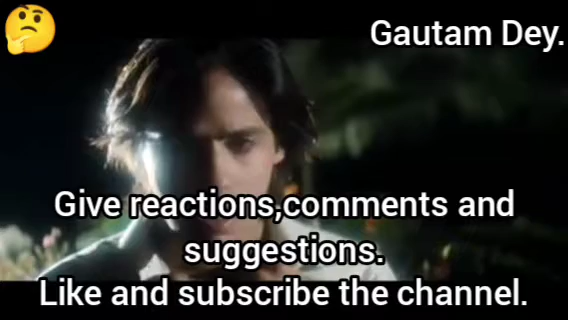 Gautam Dey.
Give reactions,comments and
suggestions.
Like and subscribe the channel.